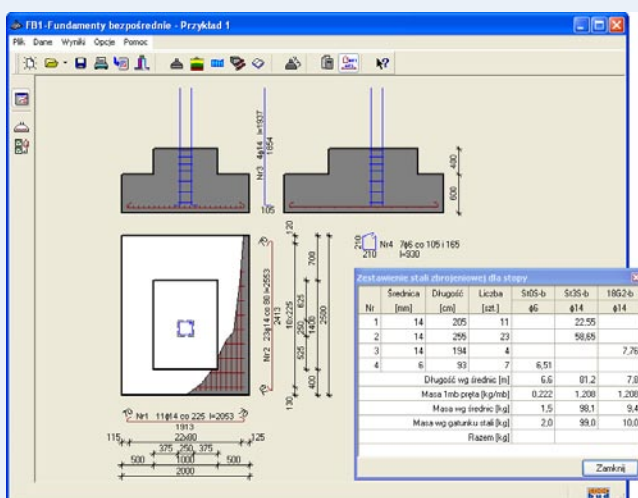 FB1-Fundamenty bezpośrednie - Przykład 1
Plik Dane Wyniki Opcje Pomoc
Nr3 4ϕ14 l=1937
1854
105
400
600
120
700
10x225
625
250
1400
2500
525
400
130
70
Nr2 23ϕ14 co 80 l=2553
2413
70
210
210
Nr4 7ϕ6 co 105 i 165
l=930
70 Nr1 11ϕ14 co 225 l=2053 70
1913
115 22x80 125
375 250 375
500 1000 500
2000
Zestawienie stali zbrojeniowej dla stopy
Średnica Długość Liczba St0S-b St3S-b 18G2-b
Nr [mm] [cm] [szt.] ϕ6 ϕ14 ϕ14
1 14 205 11 22,55
2 14 255 23 58,65
3 14 194 4 7,76
4 6 93 7 6,51
Długość wg średnic [m] 6,6 81,2 7,8
Masa 1mb pręta [kg/mb] 0,222 1,208 1,208
Masa wg średnic [kg] 1,5 98,1 9,4
Masa wg gatunku stali [kg] 2,0 99,0 10,0
Razem [kg]
Zamknij